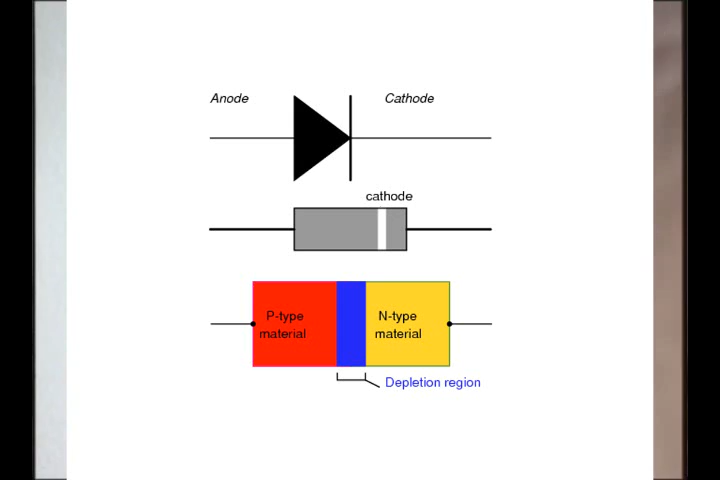 Anode
Cathode
cathode
P-type
material
N-type
material
Depletion region